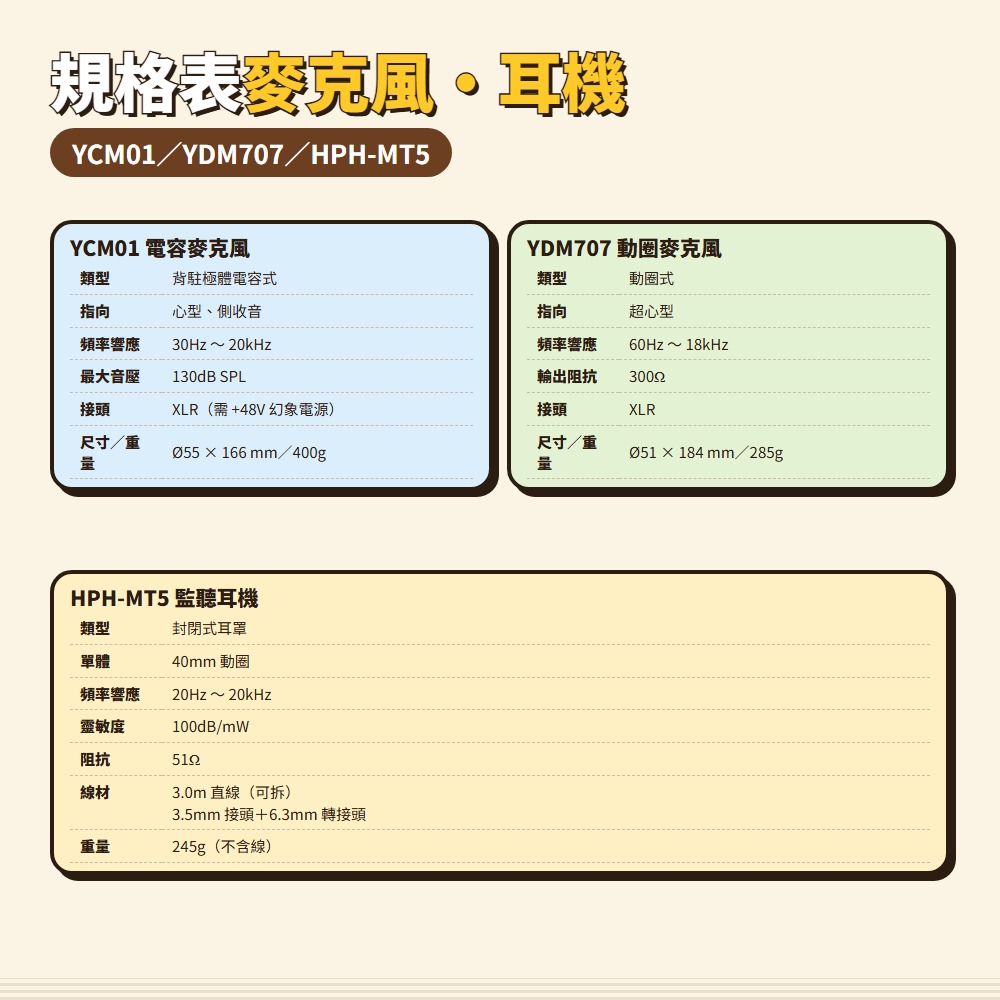 規格表麥克風・耳機
YCM01／YDM707／HPH-MT5
YCM01 電容麥克風
類型 背駐極體電容式
指向 心型、側收音
頻率響應 30Hz ～ 20kHz
最大音壓 130dB SPL
接頭 XLR（需 +48V 幻象電源）
尺寸／重量 Ø55 × 166 mm／400g
YDM707 動圈麥克風
類型 動圈式
指向 超心型
頻率響應 60Hz ～ 18kHz
輸出阻抗 300Ω
接頭 XLR
尺寸／重量 Ø51 × 184 mm／285g
HPH-MT5 監聽耳機
類型 封閉式耳罩
單體 40mm 動圈
頻率響應 20Hz ～ 20kHz
靈敏度 100dB/mW
阻抗 51Ω
線材 3.0m 直線（可拆）
3.5mm 接頭＋6.3mm 轉接頭
重量 245g（不含線）